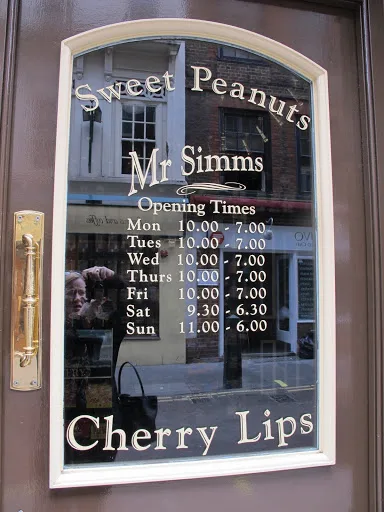 Sweet Peanuts
Mr Simms
Opening Times
Mon 10.00 - 7.00
Tues 10.00 - 7.00
Wed 10.00 - 7.00
Thurs 10.00 - 7.00
Fri 10.00 - 7.00
Sat 9.30 - 6.30
Sun 11.00 - 6.00
Cherry Lips